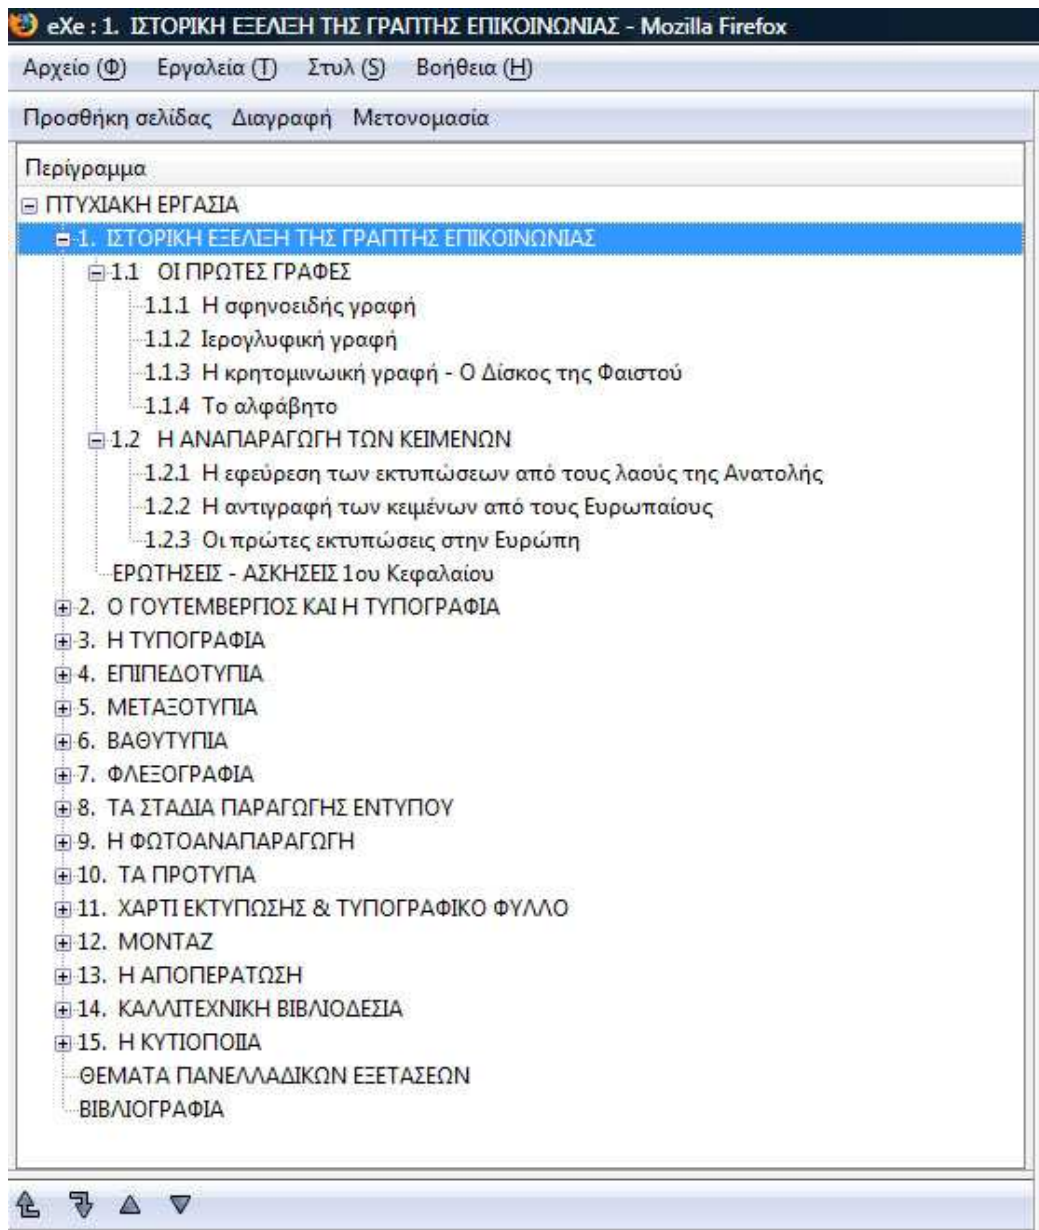 eXe : 1. ΙΣΤΟΡΙΚΗ ΕΞΕΛΙΞΗ ΤΗΣ ΓΡΑΠΤΗΣ ΕΠΙΚΟΙΝΩΝΙΑΣ - Mozilla Firefox
Αρχείο (Φ) Εργαλεία (T) Στυλ (S) Βοήθεια (H)
Προσθήκη σελίδας Διαγραφή Μετονομασία
Περίγραμμα
ΠΤΥΧΙΑΚΗ ΕΡΓΑΣΙΑ
1. ΙΣΤΟΡΙΚΗ ΕΞΕΛΙΞΗ ΤΗΣ ΓΡΑΠΤΗΣ ΕΠΙΚΟΙΝΩΝΙΑΣ
1.1 ΟΙ ΠΡΩΤΕΣ ΓΡΑΦΕΣ
1.1.1 Η σφηνοειδής γραφή
1.1.2 Ιερογλυφική γραφή
1.1.3 Η κρητομινωική γραφή - Ο Δίσκος της Φαιστού
1.1.4 Το αλφάβητο
1.2 Η ΑΝΑΠΑΡΑΓΩΓΗ ΤΩΝ ΚΕΙΜΕΝΩΝ
1.2.1 Η εφεύρεση των εκτυπώσεων από τους λαούς της Ανατολής
1.2.2 Η αντιγραφή των κειμένων από τους Ευρωπαίους
1.2.3 Οι πρώτες εκτυπώσεις στην Ευρώπη
ΕΡΩΤΗΣΕΙΣ - ΑΣΚΗΣΕΙΣ 1ου Κεφαλαίου
2. Ο ΓΟΥΤΕΜΒΕΡΓΙΟΣ ΚΑΙ Η ΤΥΠΟΓΡΑΦΙΑ
3. Η ΤΥΠΟΓΡΑΦΙΑ
4. ΕΠΙΠΕΔΟΤΥΠΙΑ
5. ΜΕΤΑΞΟΤΥΠΙΑ
6. ΒΑΘΥΤΥΠΙΑ
7. ΦΛΕΞΟΓΡΑΦΙΑ
8. ΤΑ ΣΤΑΔΙΑ ΠΑΡΑΓΩΓΗΣ ΕΝΤΥΠΟΥ
9. Η ΦΩΤΟΑΝΑΠΑΡΑΓΩΓΗ
10. ΤΑ ΠΡΟΤΥΠΑ
11. ΧΑΡΤΙ ΕΚΤΥΠΩΣΗΣ & ΤΥΠΟΓΡΑΦΙΚΟ ΦΥΛΛΟ
12. ΜΟΝΤΑΖ
13. Η ΑΠΟΠΕΡΑΤΩΣΗ
14. ΚΑΛΛΙΤΕΧΝΙΚΗ ΒΙΒΛΙΟΔΕΣΙΑ
15. Η ΚΥΤΙΟΠΟΙΙΑ
ΘΕΜΑΤΑ ΠΑΝΕΛΛΑΔΙΚΩΝ ΕΞΕΤΑΣΕΩΝ
ΒΙΒΛΙΟΓΡΑΦΙΑ